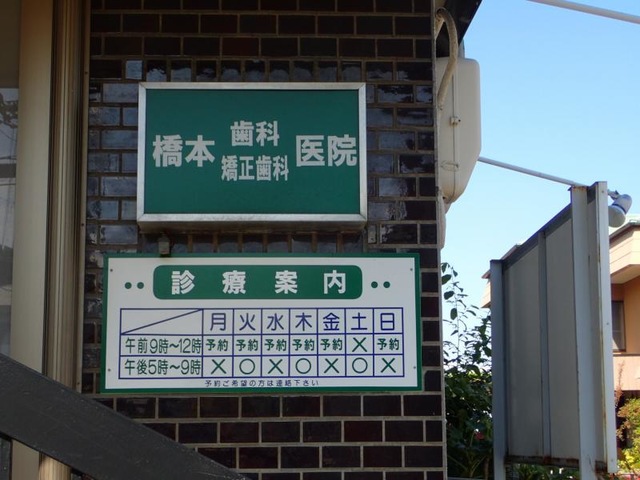 橋本 歯科 医院
矯正歯科
診療案内
月 火 水 木 金 土 日
午前9時～12時 予約 予約 予約 予約 予約 × 予約
午後5時～9時 × ○ × ○ × ○ ×
予約ご希望の方は連絡下さい